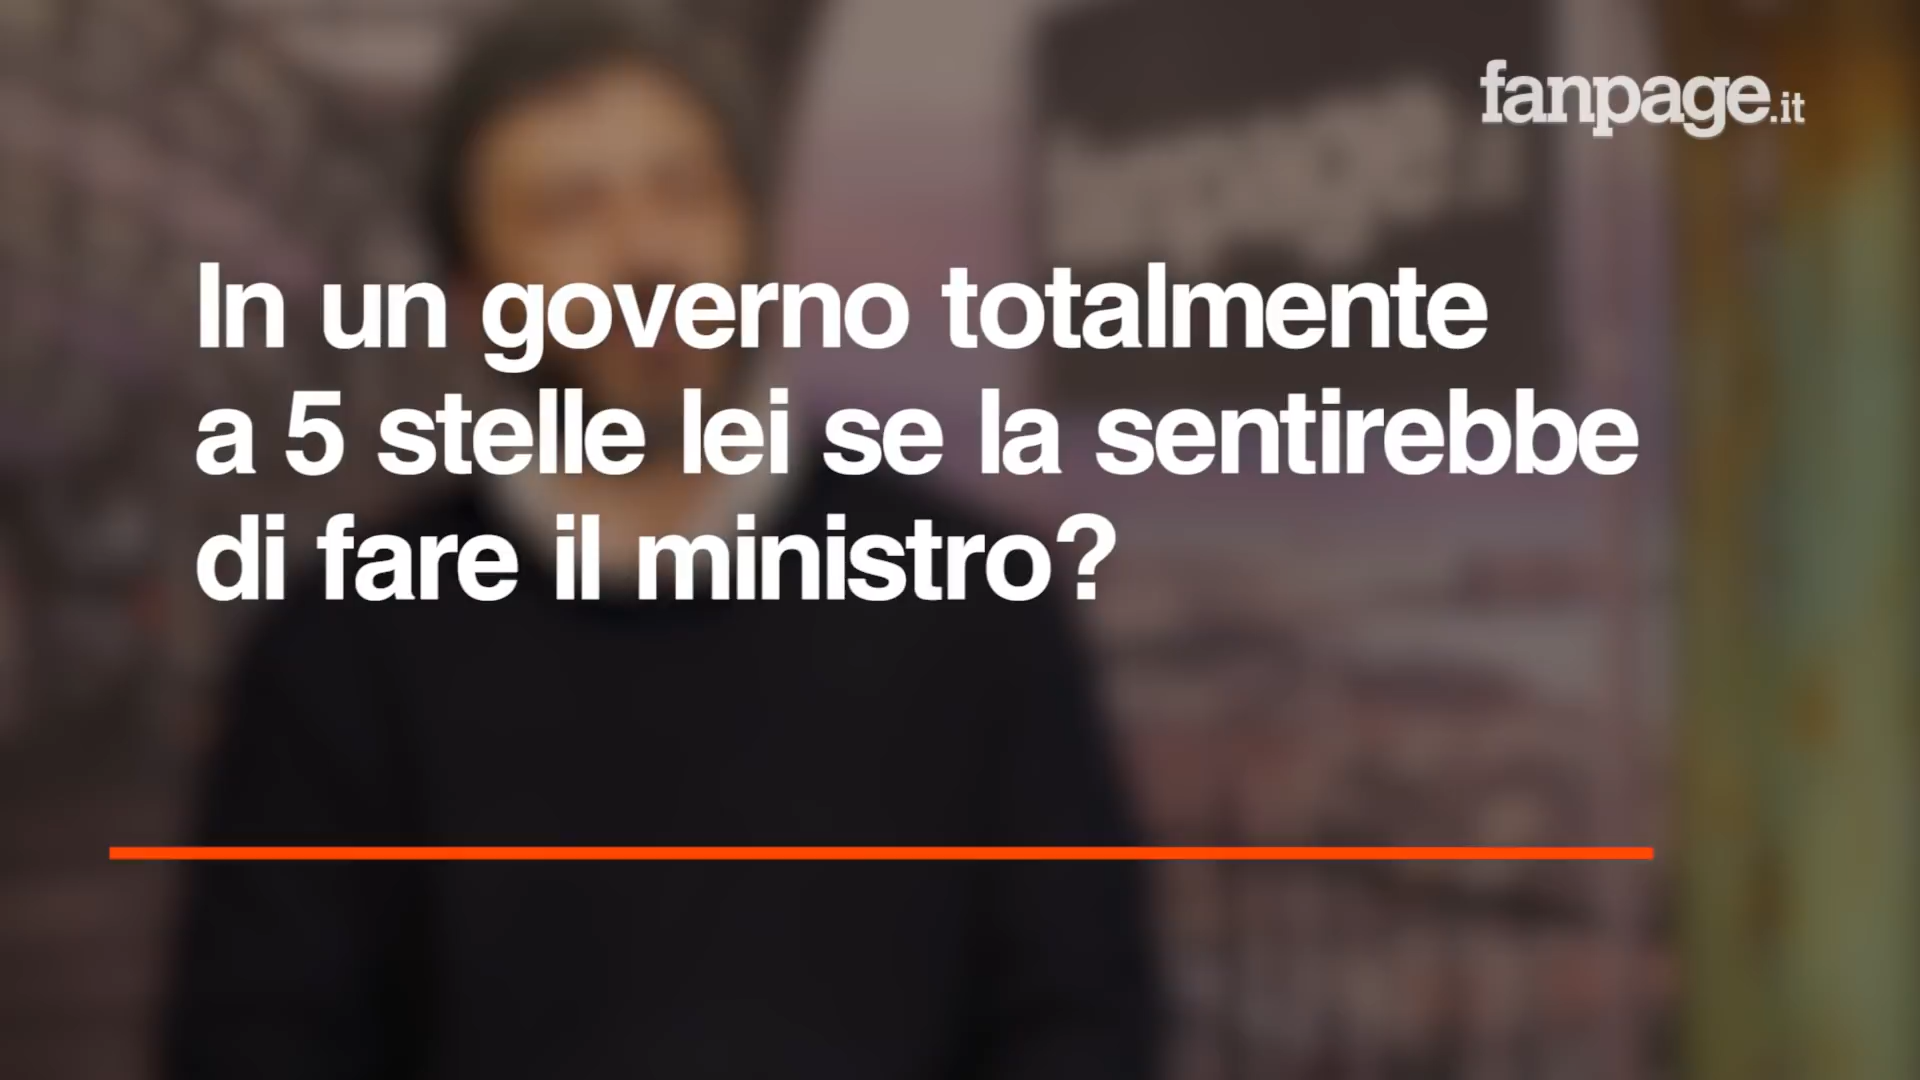 fanpage.it
In un governo totalmente
a 5 stelle lei se la sentirebbe
di fare il ministro?